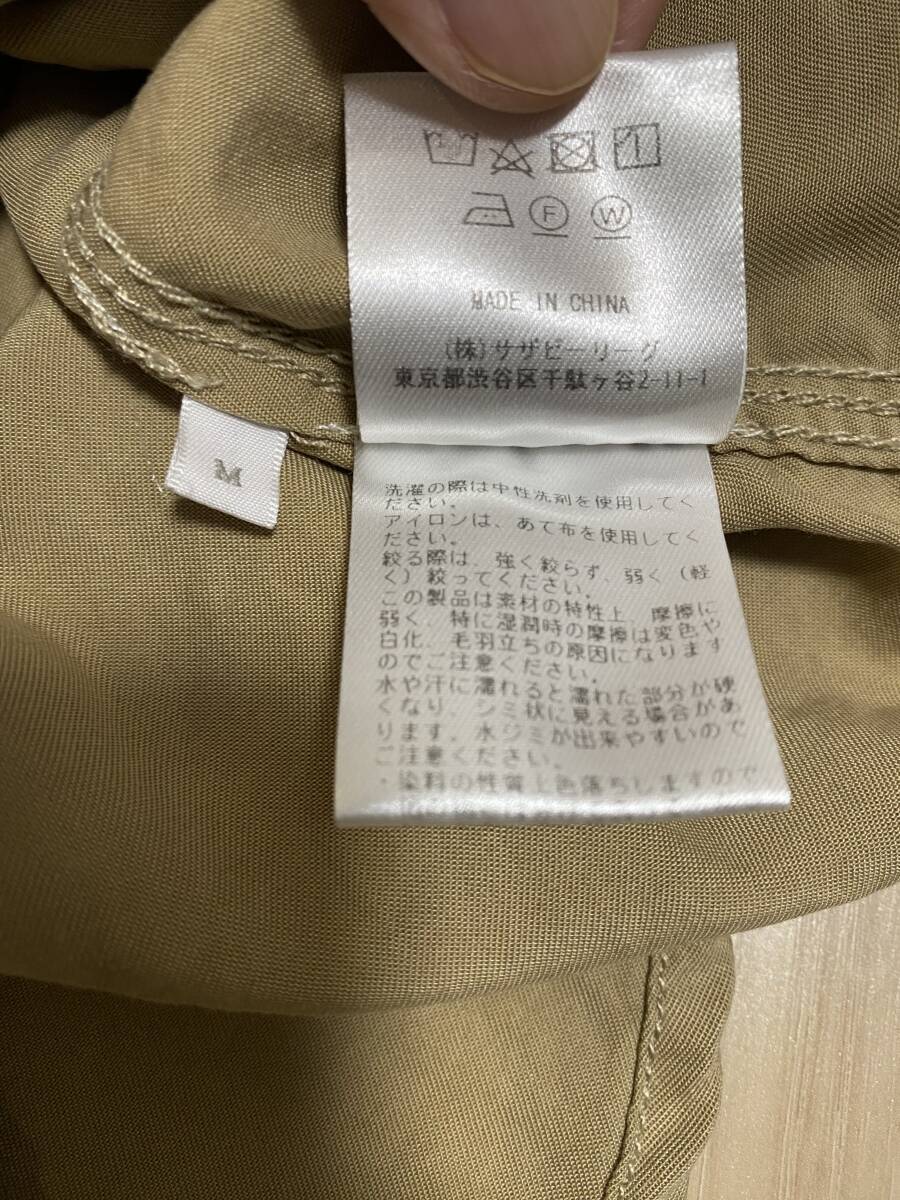 F W
MADE IN CHINA
(株)サザビーリーグ
東京都渋谷区千駄ヶ谷2-11-1
M
洗濯の際は中性洗剤を使用してく
ださい。
アイロンは、あて布を使用してく
ださい。
絞る際は、強く絞らず、弱く(軽
く)絞ってください。
この製品は素材の特性上、摩擦に
弱く、特に湿潤時の摩擦は変色や
白化、毛羽立ちの原因になります
のでご注意ください。
水や汗に濡れると濡れた部分が硬
くなり、シミ状に見える場合があ
ります。水ジミが出来やすいので
ご注意ください。
・染料の性質上色落ちしますので